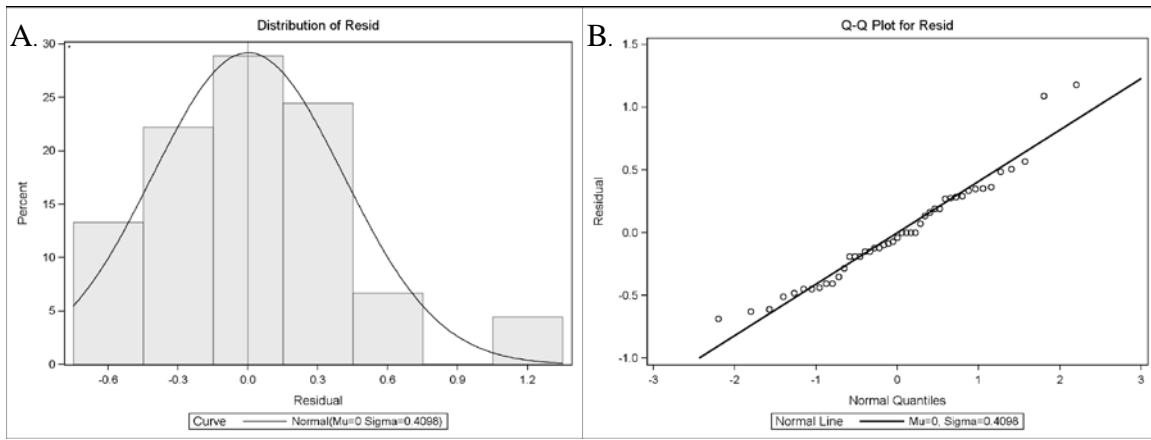 A.
Distribution of Resid
30
25
20
15
10
5
0
Percent
-0.6 -0.3 0.0 0.3 0.6 0.9 1.2
Residual
Curve Normal(Mu=0 Sigma=0.4098)
B.
Q-Q Plot for Resid
1.5
1.0
0.5
0.0
-0.5
-1.0
Residual
-3 -2 -1 0 1 2 3
Normal Quantiles
Normal Line Mu=0, Sigma=0.4098